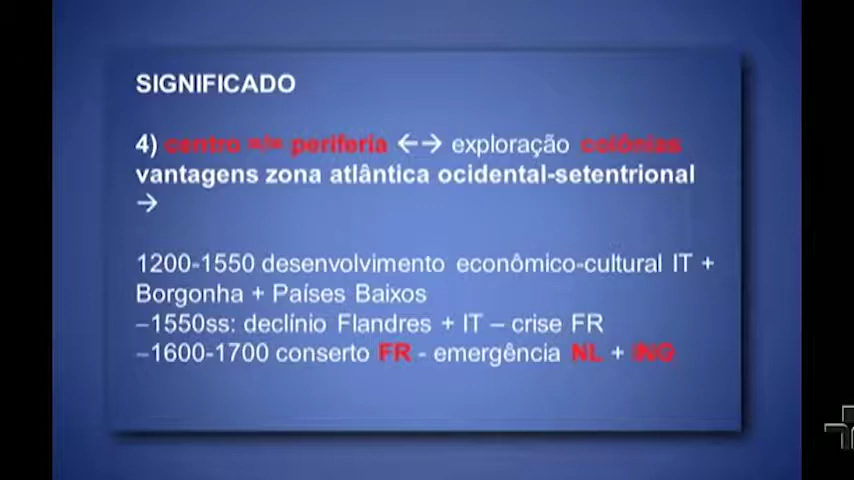 SIGNIFICADO
4) centro =/= periferia ←→ exploração colônias
vantagens zona atlântica ocidental-setentrional
→
1200-1550 desenvolvimento econômico-cultural IT +
Borgonha + Países Baixos
–1550ss: declínio Flandres + IT – crise FR
–1600-1700 conserto FR - emergência NL + ING